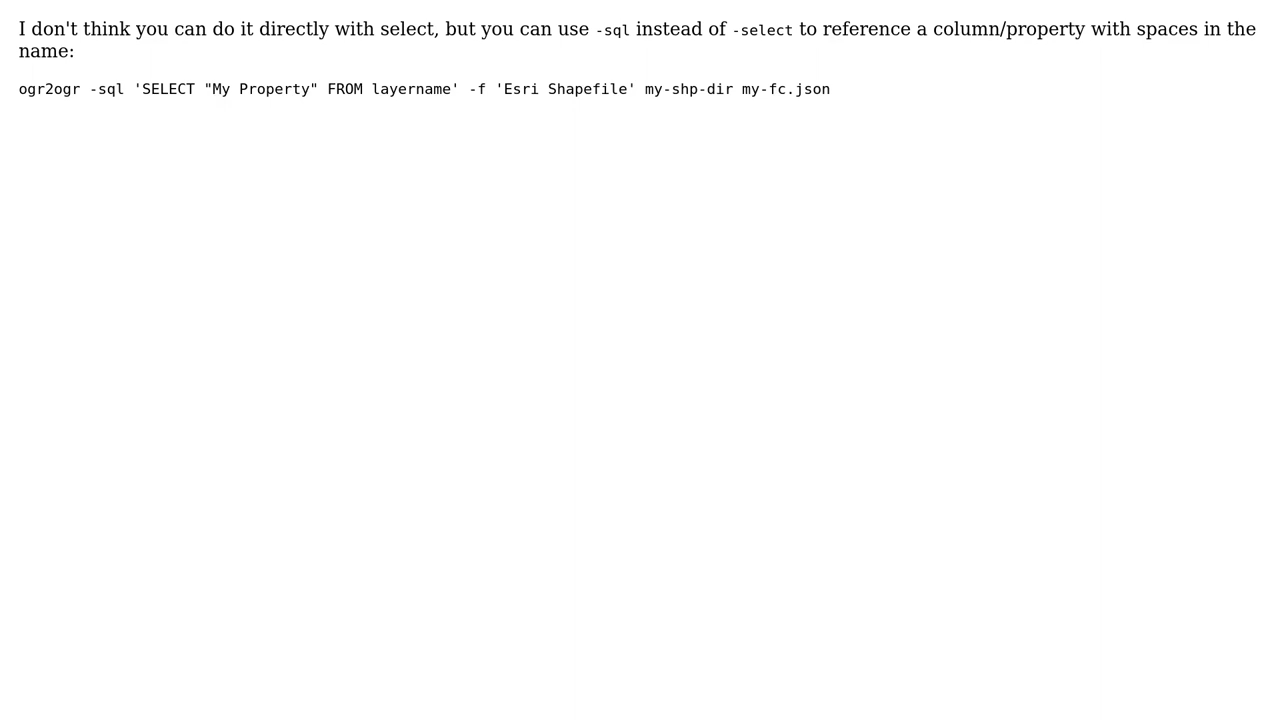 I don't think you can do it directly with select, but you can use -sql instead of -select to reference a column/property with spaces in the
name:
ogr2ogr -sql 'SELECT "My Property" FROM layername' -f 'Esri Shapefile' my-shp-dir my-fc.json